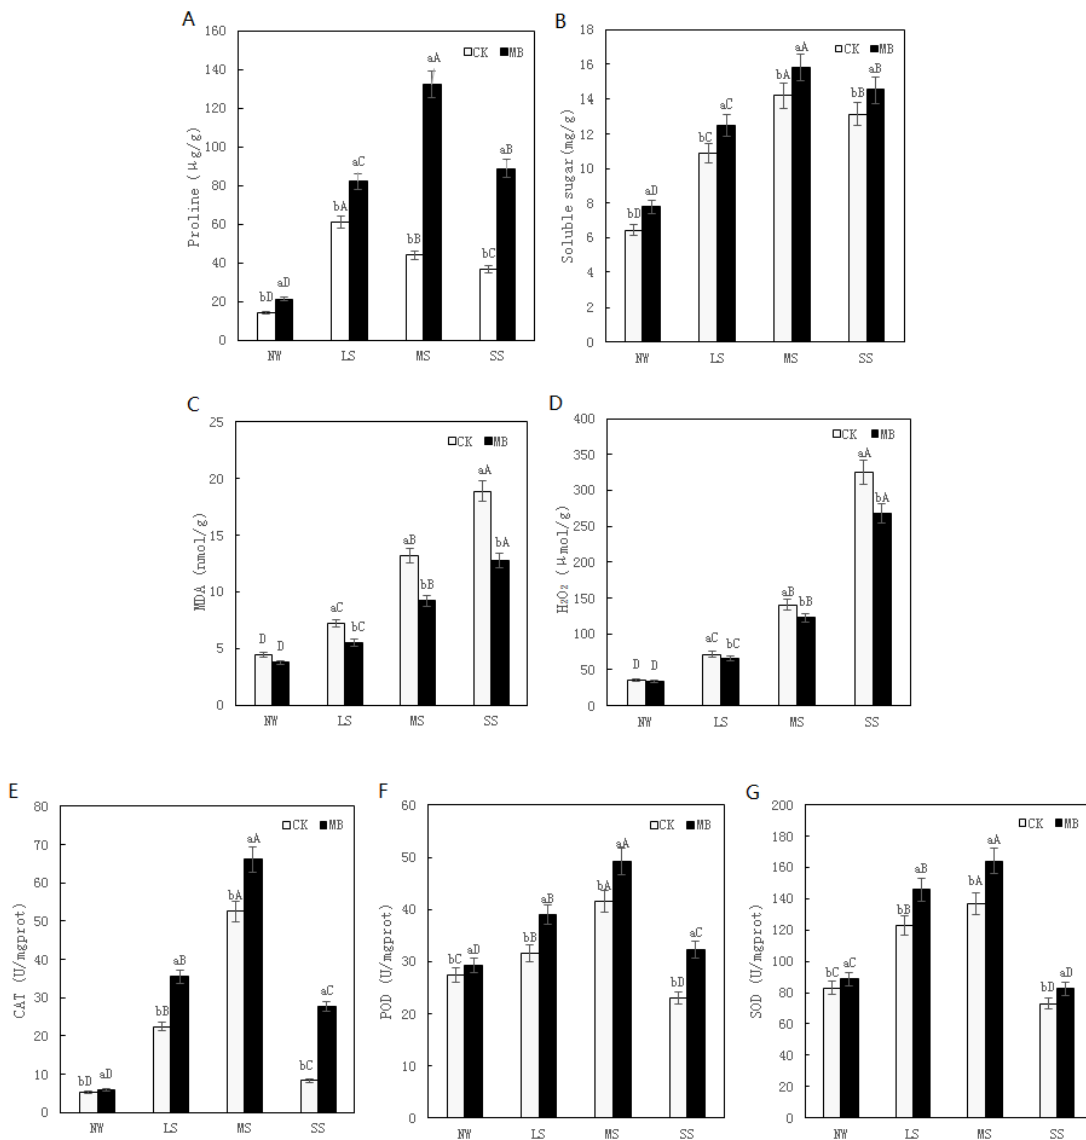 A
Proline (μg/g)
160
140
120
100
80
60
40
20
0
CK MB
bD aD
bA aC
bB aA
bC aB
NW LS MS SS
B
Soluble sugar(mg/g)
18
16
14
12
10
8
6
4
2
0
CK MB
bD aD
bC aC
bA aA
bB aB
NW LS MS SS
C
MDA (nmol/g)
25
20
15
10
5
0
CK MB
D D
aC bC
aB bB
aA bA
NW LS MS SS
D
H₂O₂ (μmol/g)
400
350
300
250
200
150
100
50
0
CK MB
D D
aC bC
aB bB
aA bA
NW LS MS SS
E
CAT (U/mgprot)
80
70
60
50
40
30
20
10
0
CK MB
bD aD
bB aB
bA aA
bC aC
NW LS MS SS
F
POD (U/mgprot)
60
50
40
30
20
10
0
CK MB
bC aD
bB aB
bA aA
bD aC
NW LS MS SS
G
SOD (U/mgprot)
200
180
160
140
120
100
80
60
40
20
0
CK MB
bC aC
bB aB
bA aA
bD aD
NW LS MS SS